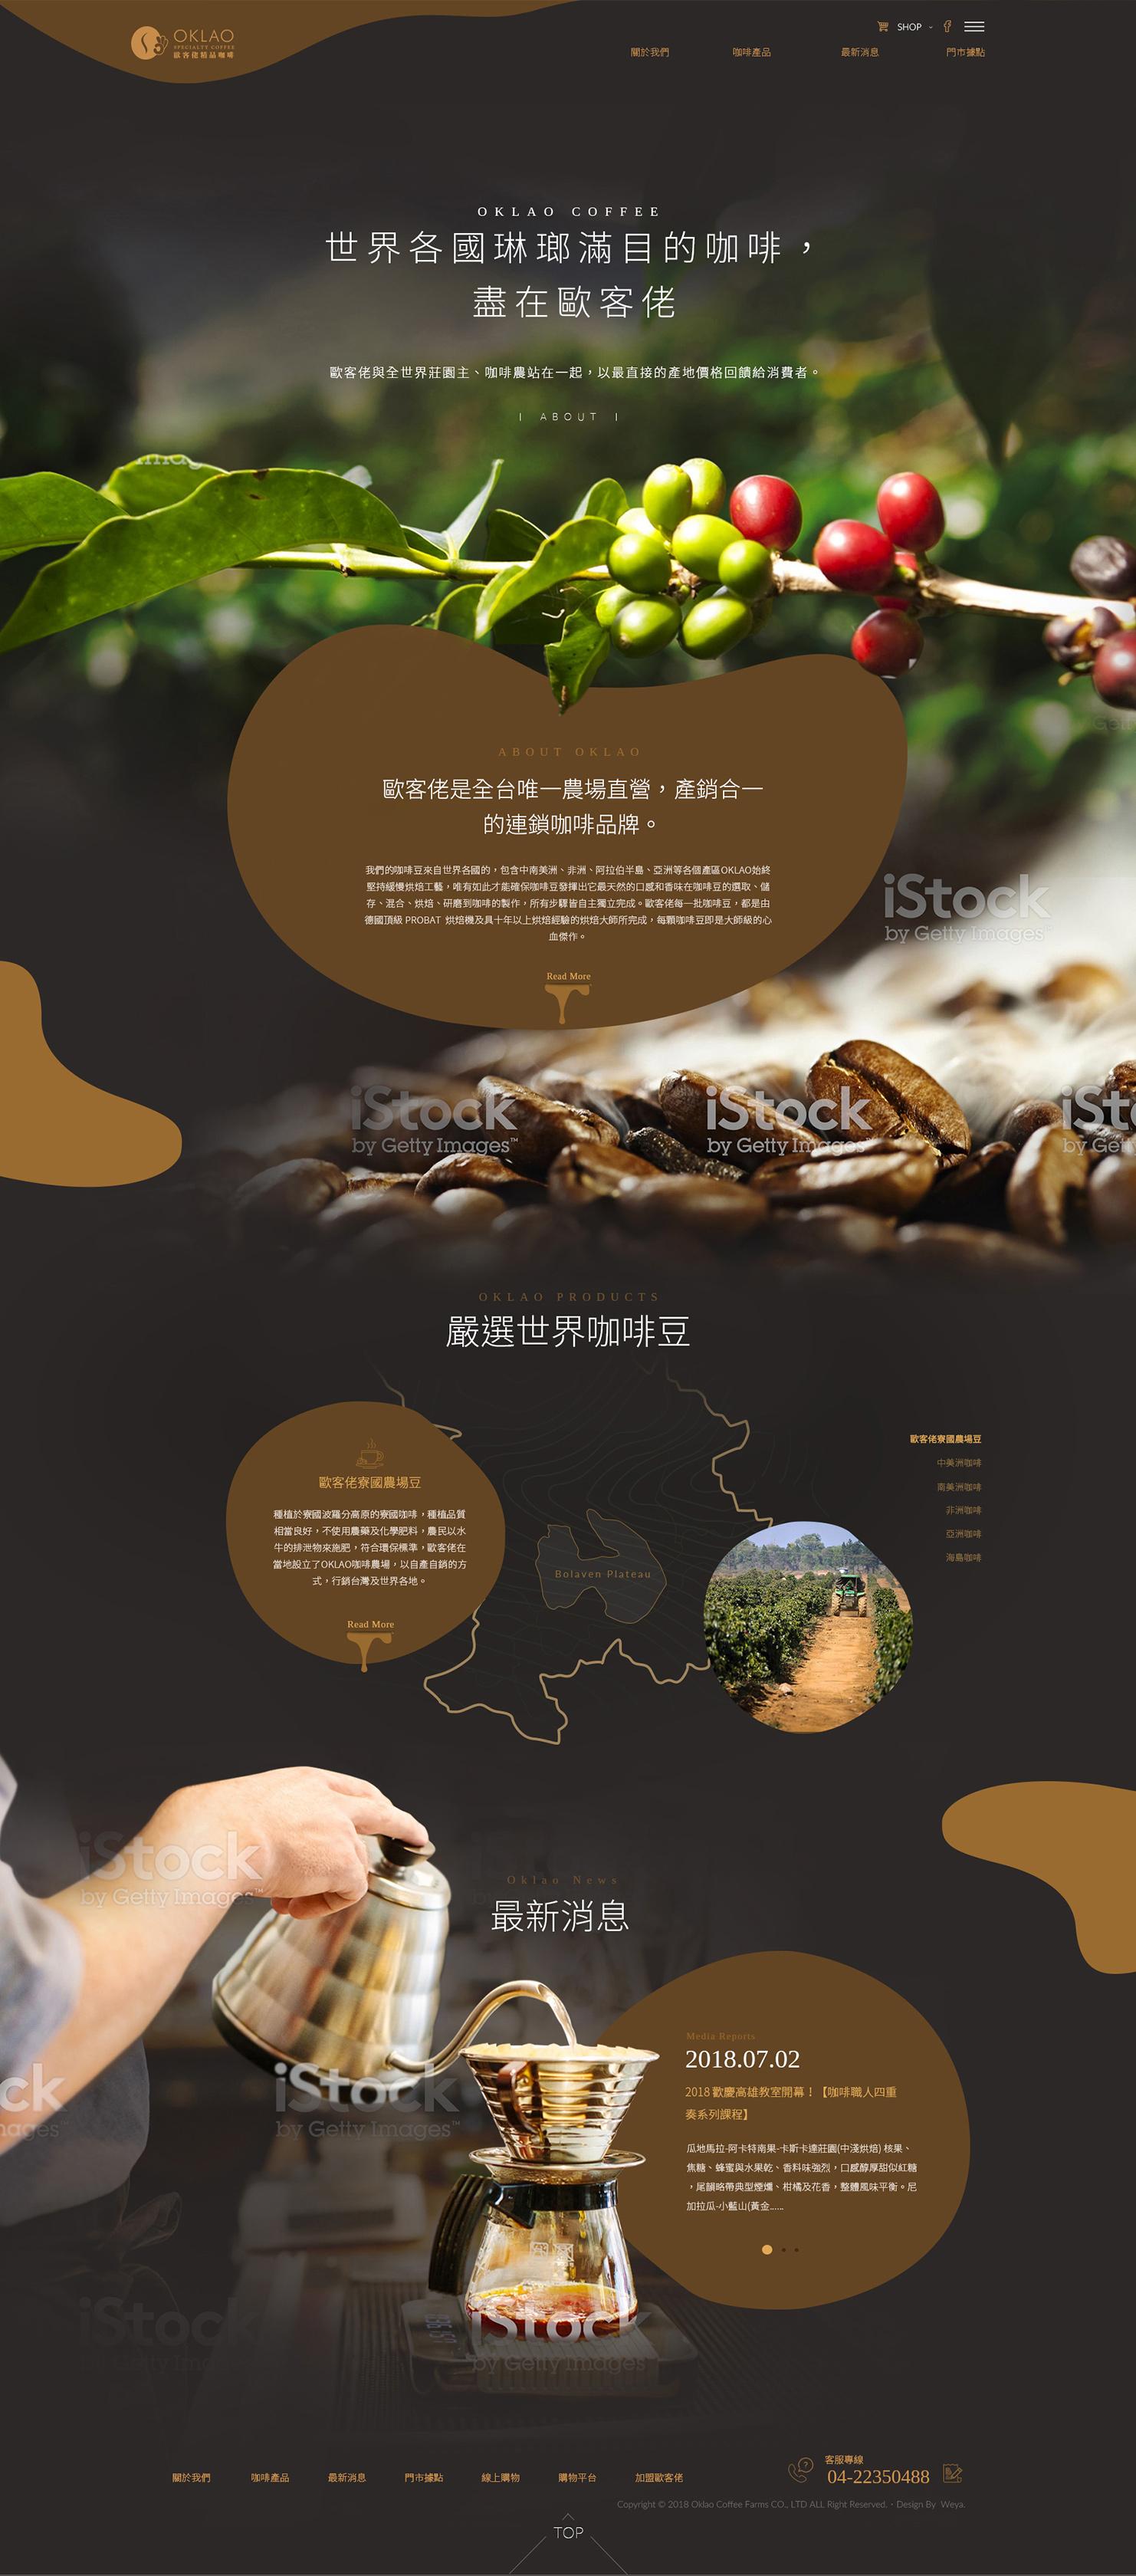 OKLAO
SPECIALTY COFFEE
歐客佬精品咖啡
SHOP
關於我們
咖啡產品
最新消息
門市據點
OKLAO COFFEE
世界各國琳瑯滿目的咖啡，
盡在歐客佬
歐客佬與全世界莊園主、咖啡農站在一起，以最直接的產地價格回饋給消費者。
| ABOUT |
ABOUT OKLAO
歐客佬是全台唯一農場直營，產銷合一
的連鎖咖啡品牌。
我們的咖啡豆來自世界各國的，包含中南美洲、非洲、阿拉伯半島、亞洲等各個產區OKLAO始終
堅持緩慢烘焙工藝，唯有如此才能確保咖啡豆發揮出它最天然的口感和香味在咖啡豆的選取、儲
存、混合、烘焙、研磨到咖啡的製作，所有步驟皆自主獨立完成。歐客佬每一批咖啡豆，都是由
德國頂級 PROBAT 烘焙機及具十年以上烘焙經驗的烘焙大師所完成，每顆咖啡豆即是大師級的心
血傑作。
Read More
iStock
by Getty Images
iStock
by Getty Images™
iStock
by Getty Images
OKLAO PRODUCTS
嚴選世界咖啡豆
歐客佬寮國農場豆
種植於寮國波羅分高原的寮國咖啡，種植品質
相當良好，不使用農藥及化學肥料，農民以水
牛的排泄物來施肥，符合環保標準，歐客佬在
當地設立了OKLAO咖啡農場，以自產自銷的方
式，行銷台灣及世界各地。
Read More
Bolaven Plateau
歐客佬寮國農場豆
中美洲咖啡
南美洲咖啡
非洲咖啡
亞洲咖啡
海島咖啡
iStock
by Getty Images™
Oklao News
最新消息
Media Reports
2018.07.02
2018 歡慶高雄教室開幕！【咖啡職人四重
奏系列課程】
瓜地馬拉-阿卡特南果-卡斯卡達莊園(中淺烘焙) 核果、
焦糖、蜂蜜與水果乾、香料味強烈，口感醇厚甜似紅糖
，尾韻略帶典型煙燻、柑橘及花香，整體風味平衡。尼
加拉瓜-小藍山(黃金......
iStock
by Getty Images™
iStock
by Getty Images
關於我們
咖啡產品
最新消息
門市據點
線上購物
購物平台
加盟歐客佬
客服專線
04-22350488
Copyright © 2018 Oklao Coffee Farms CO., LTD ALL Right Reserved. · Design By Weya.
TOP